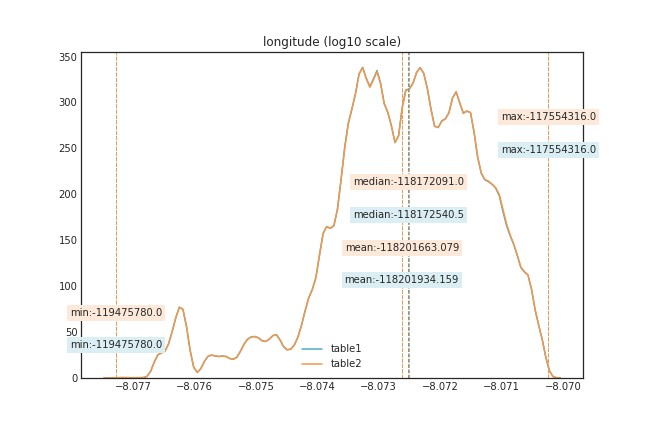 longitude (log10 scale)
350
300
250
200
150
100
50
0
max:-117554316.0
max:-117554316.0
median:-118172091.0
median:-118172540.5
mean:-118201663.079
mean:-118201934.159
min:-119475780.0
min:-119475780.0
table1
table2
−8.077 −8.076 −8.075 −8.074 −8.073 −8.072 −8.071 −8.070